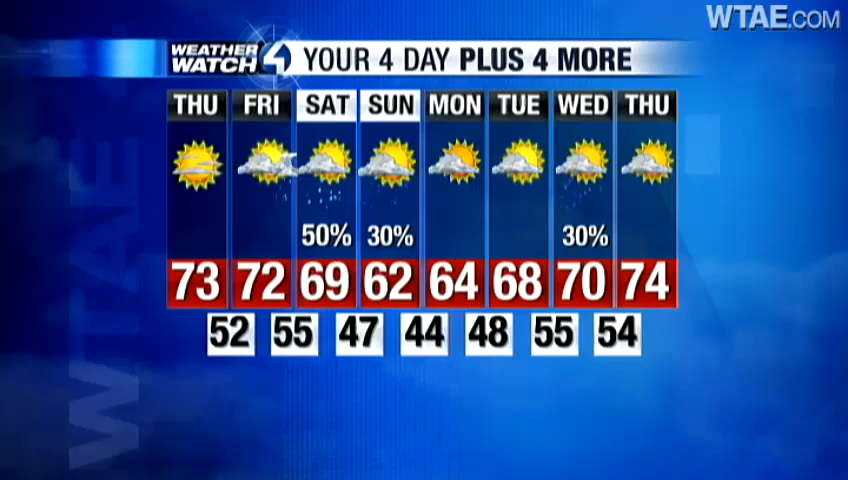 WTAE.COM
WEATHER
WATCH 4
YOUR 4 DAY PLUS 4 MORE
THU FRI SAT SUN MON TUE WED THU
50% 30% 30%
73 72 69 62 64 68 70 74
52 55 47 44 48 55 54
WTAE